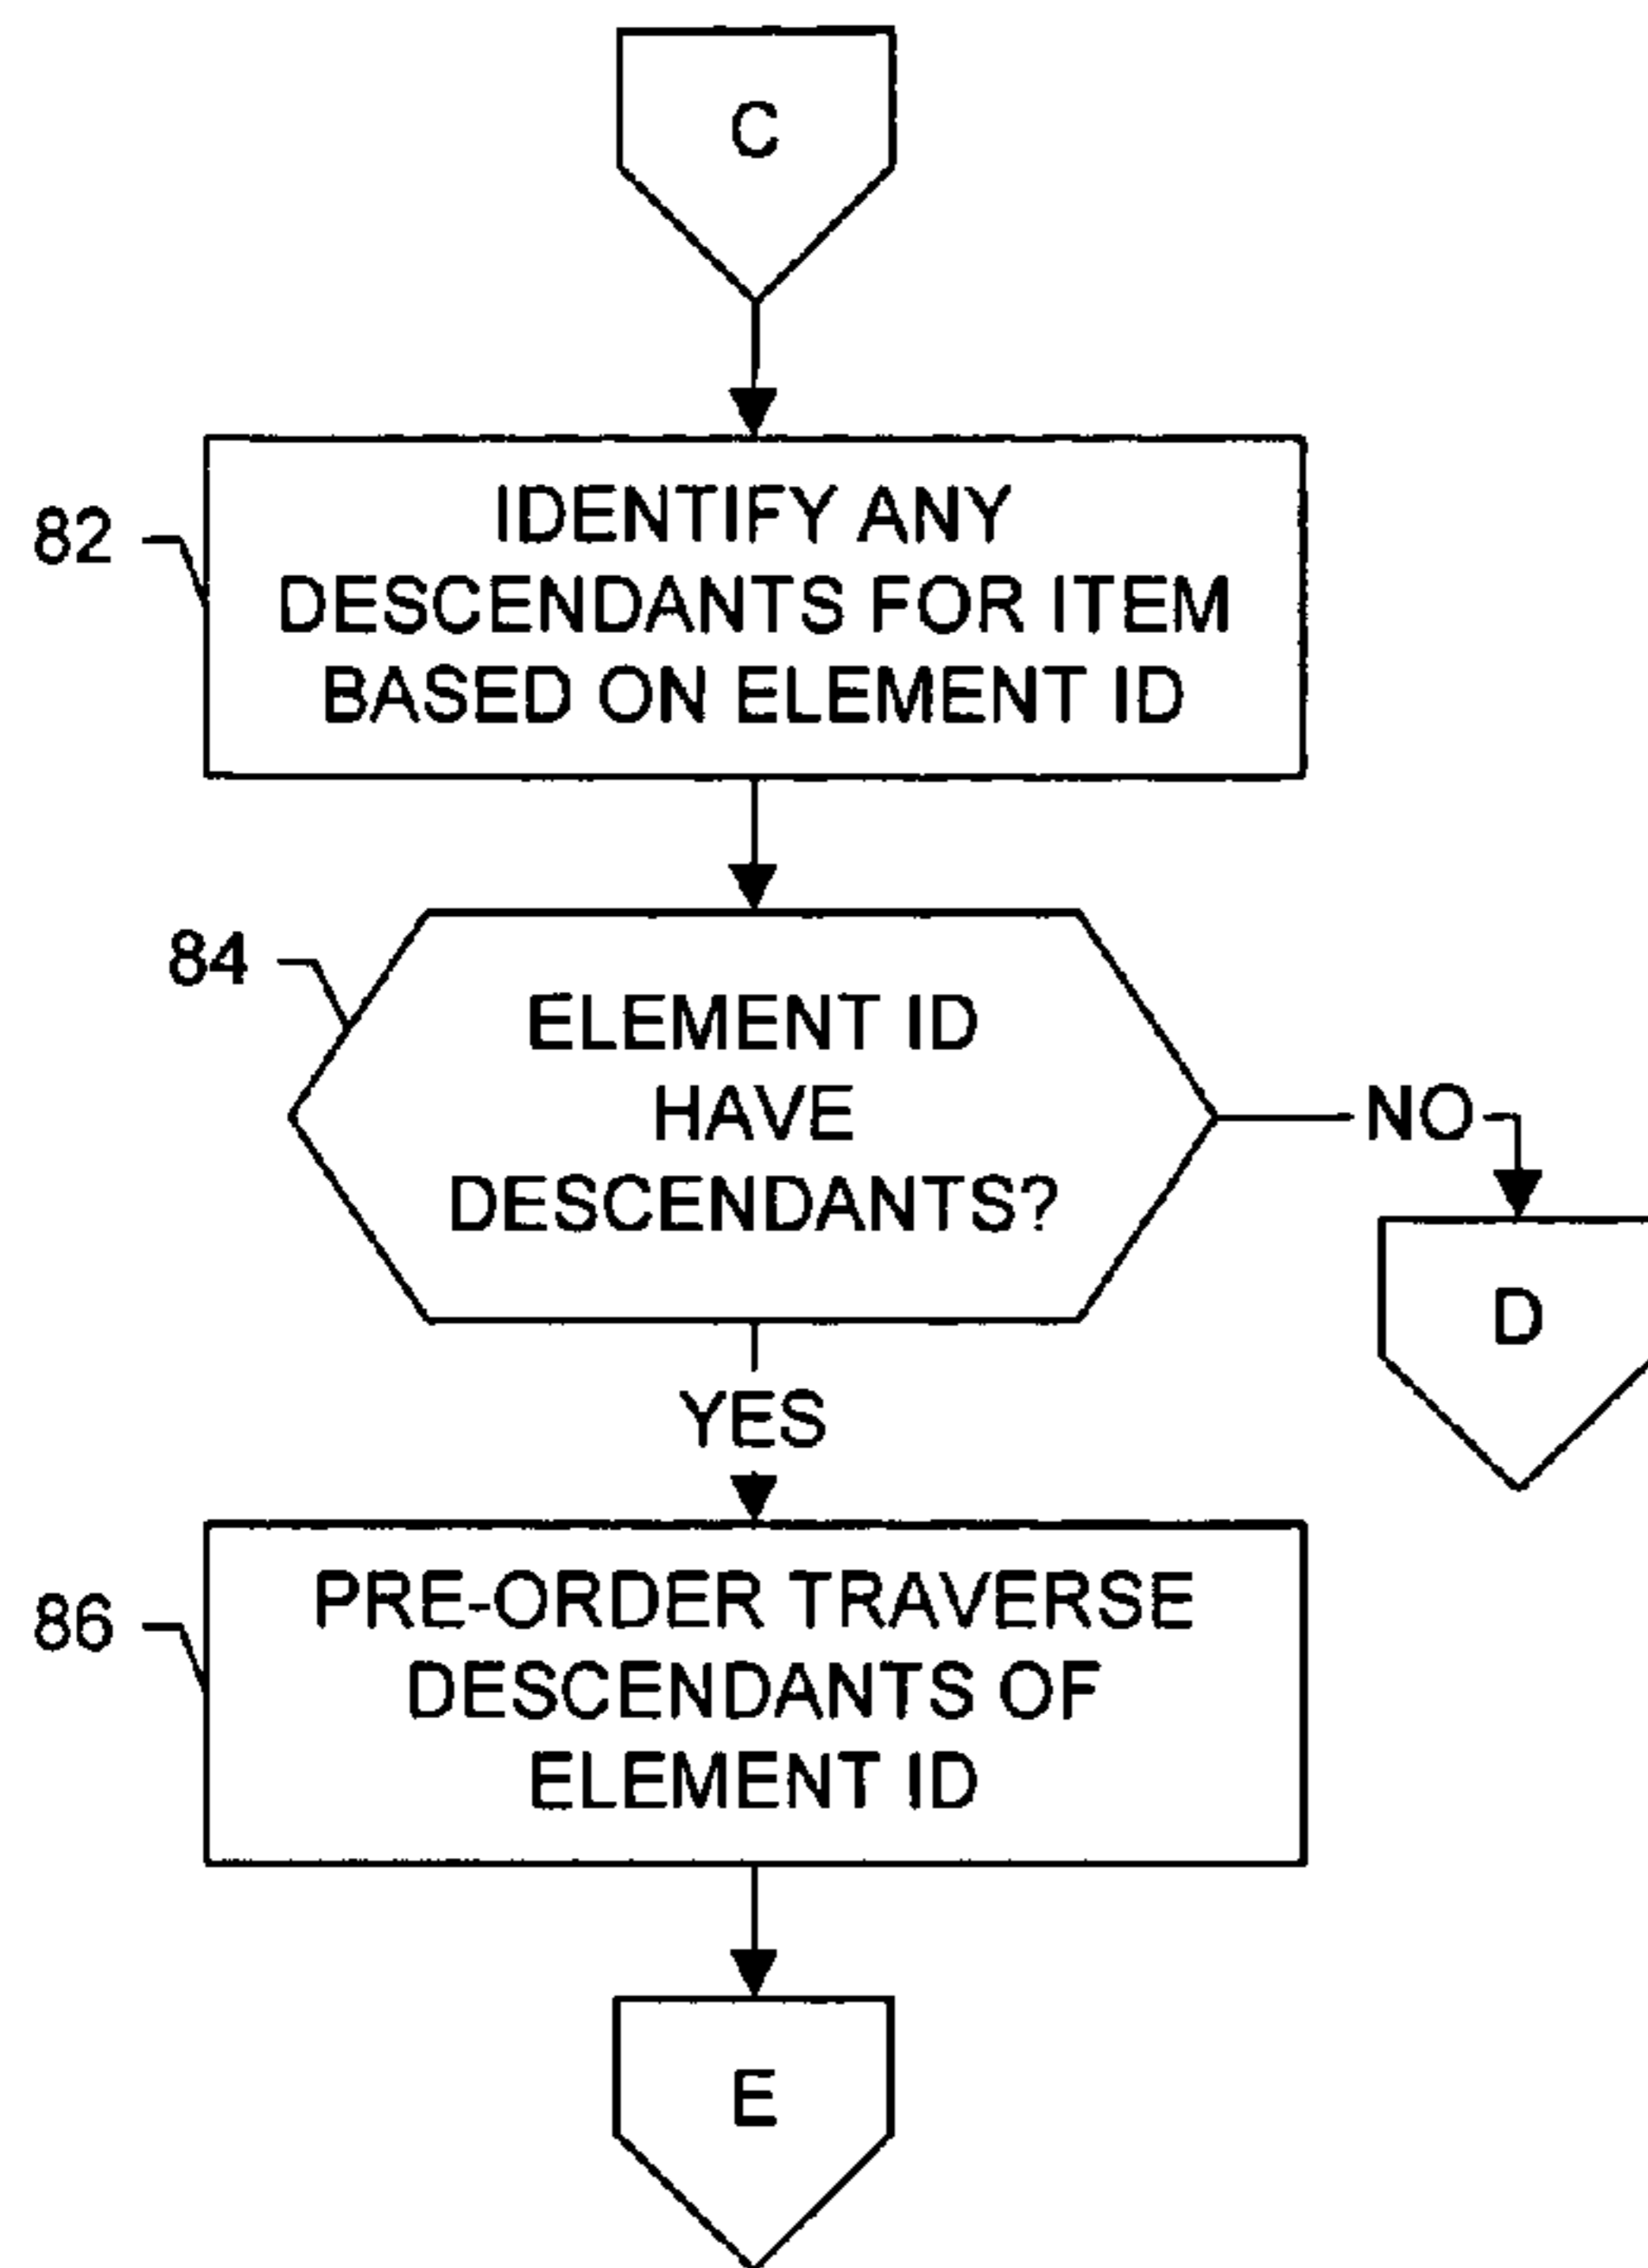 C
82
IDENTIFY ANY
DESCENDANTS FOR ITEM
BASED ON ELEMENT ID
84
ELEMENT ID
HAVE
DESCENDANTS?
NO
D
YES
86
PRE-ORDER TRAVERSE
DESCENDANTS OF
ELEMENT ID
E